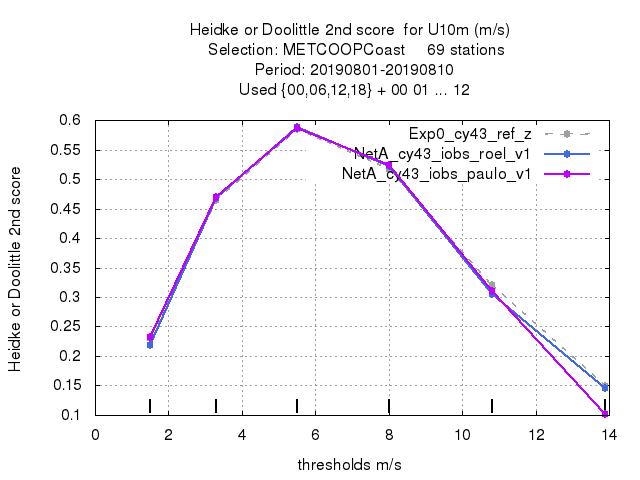 Heidke or Doolittle 2nd score for U10m (m/s)
Selection: METCOOPCoast 69 stations
Period: 20190801-20190810
Used {00,06,12,18} + 00 01 ... 12
Exp0_cy43_ref_z
NetA_cy43_iobs_roel_v1
NetA_cy43_iobs_paulo_v1
Heidke or Doolittle 2nd score
0.6
0.55
0.5
0.45
0.4
0.35
0.3
0.25
0.2
0.15
0.1
0 2 4 6 8 10 12 14
thresholds m/s